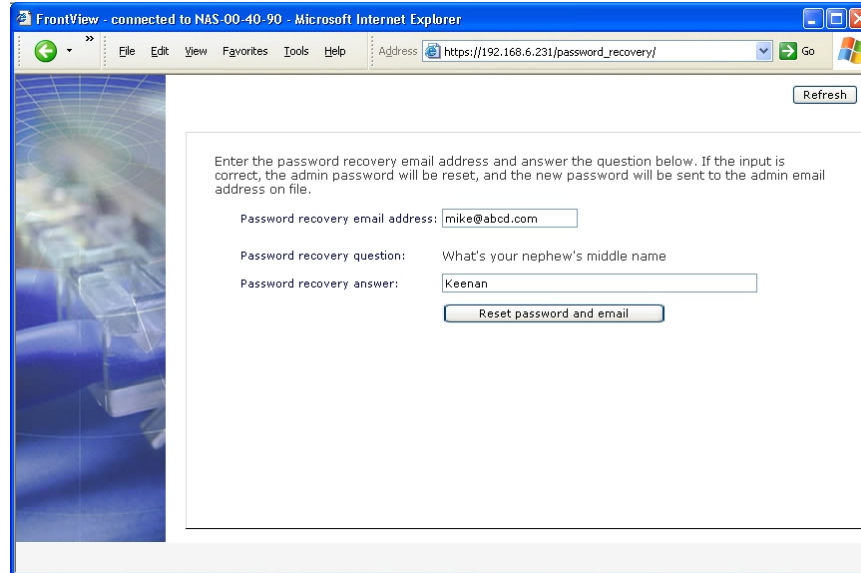 FrontView - connected to NAS-00-40-90 - Microsoft Internet Explorer
» File Edit View Favorites Tools Help Address https://192.168.6.231/password_recovery/ Go
Refresh
Enter the password recovery email address and answer the question below. If the input is
correct, the admin password will be reset, and the new password will be sent to the admin email
address on file.
Password recovery email address: mike@abcd.com
Password recovery question: What's your nephew's middle name
Password recovery answer: Keenan
Reset password and email